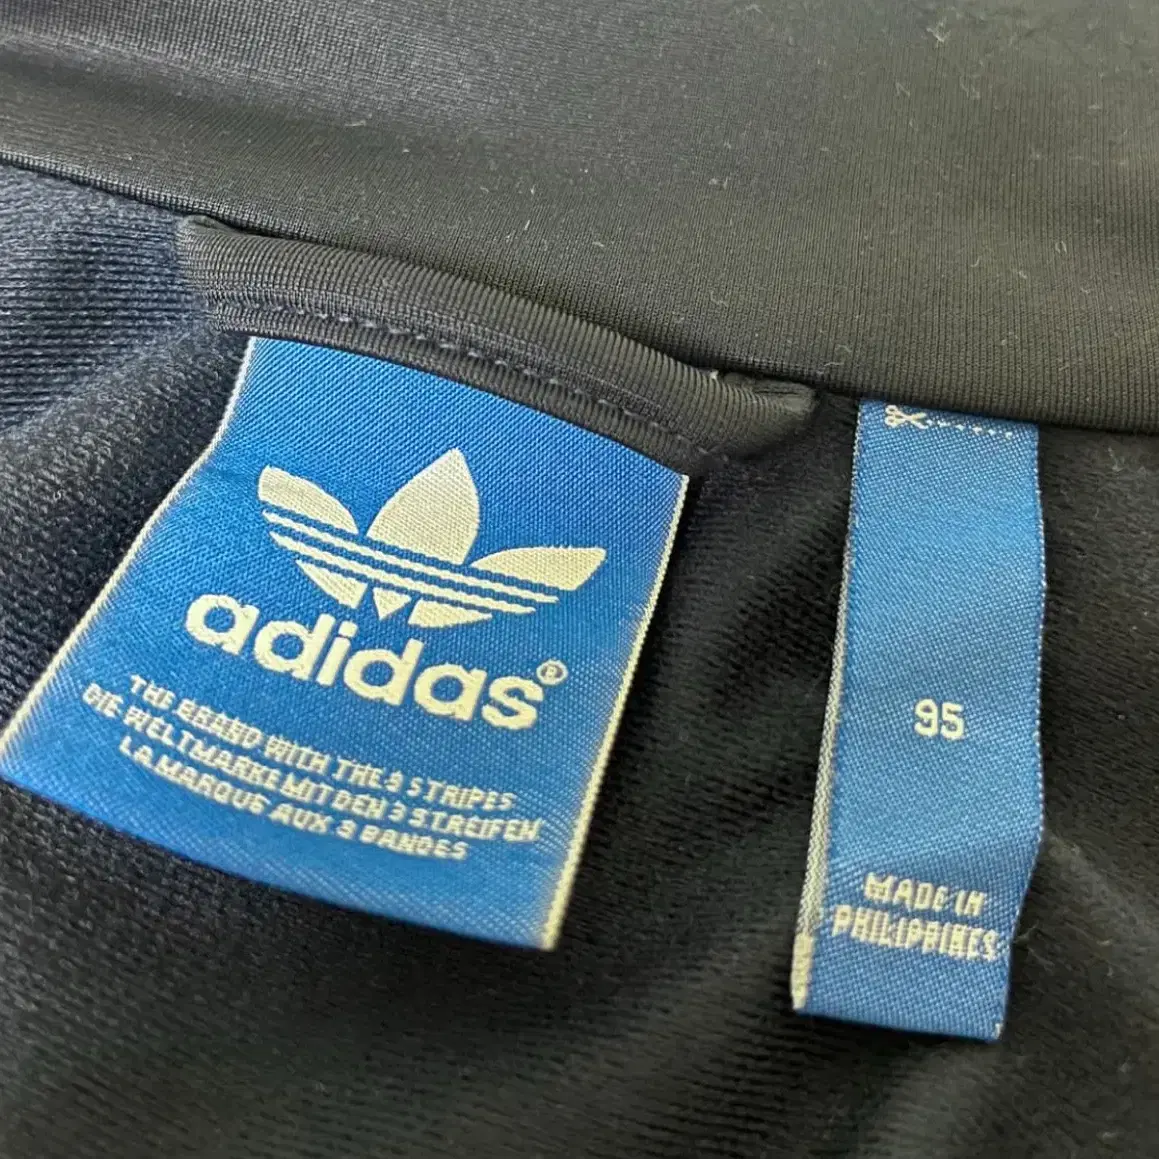 adidas®
THE BRAND WITH THE 3 STRIPES
DIE WELTMARKE MIT DEN 3 STREIFEN
LA MARQUE AUX 3 BANDES
95
MADE IN
PHILIPPINES